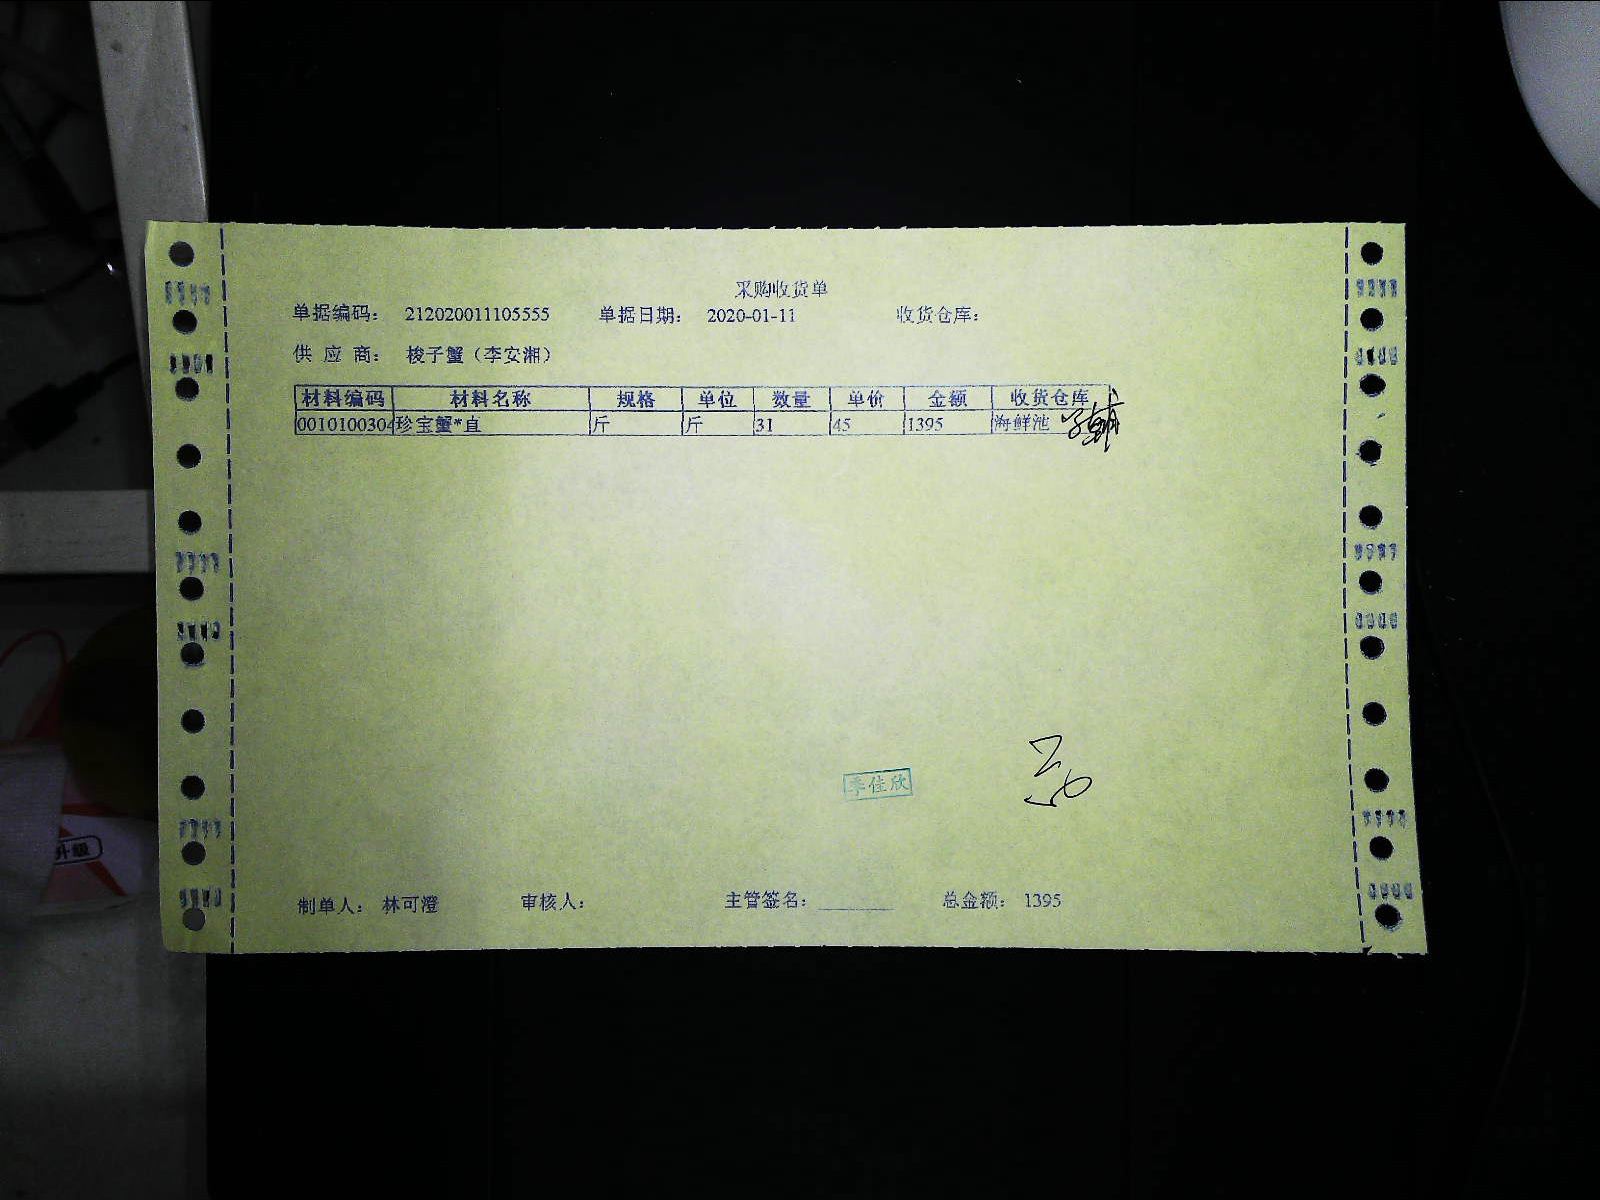 采购收货单
单据编码: 212020011105555 单据日期: 2020-01-11 收货仓库:
供 应 商: 梭子蟹（李安湘）
材料编码 材料名称 规格 单位 数量 单价 金额 收货仓库
0010100304 珍宝蟹*直 斤 斤 31 45 1395 海鲜池
李佳欣
制单人: 林可澄 审核人: 主管签名: ________ 总金额: 1395
升级